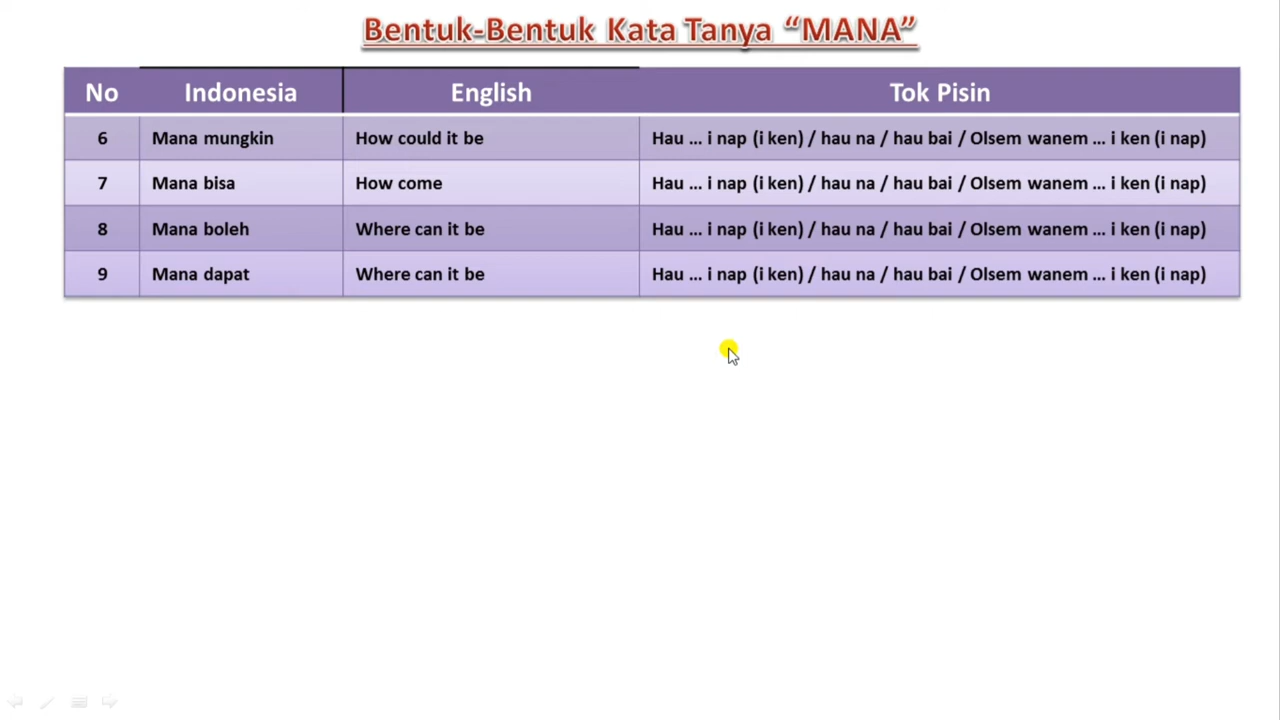 Bentuk-Bentuk Kata Tanya “MANA”
No Indonesia English Tok Pisin
6 Mana mungkin How could it be Hau ... i nap (i ken) / hau na / hau bai / Olsem wanem ... i ken (i nap)
7 Mana bisa How come Hau ... i nap (i ken) / hau na / hau bai / Olsem wanem ... i ken (i nap)
8 Mana boleh Where can it be Hau ... i nap (i ken) / hau na / hau bai / Olsem wanem ... i ken (i nap)
9 Mana dapat Where can it be Hau ... i nap (i ken) / hau na / hau bai / Olsem wanem ... i ken (i nap)